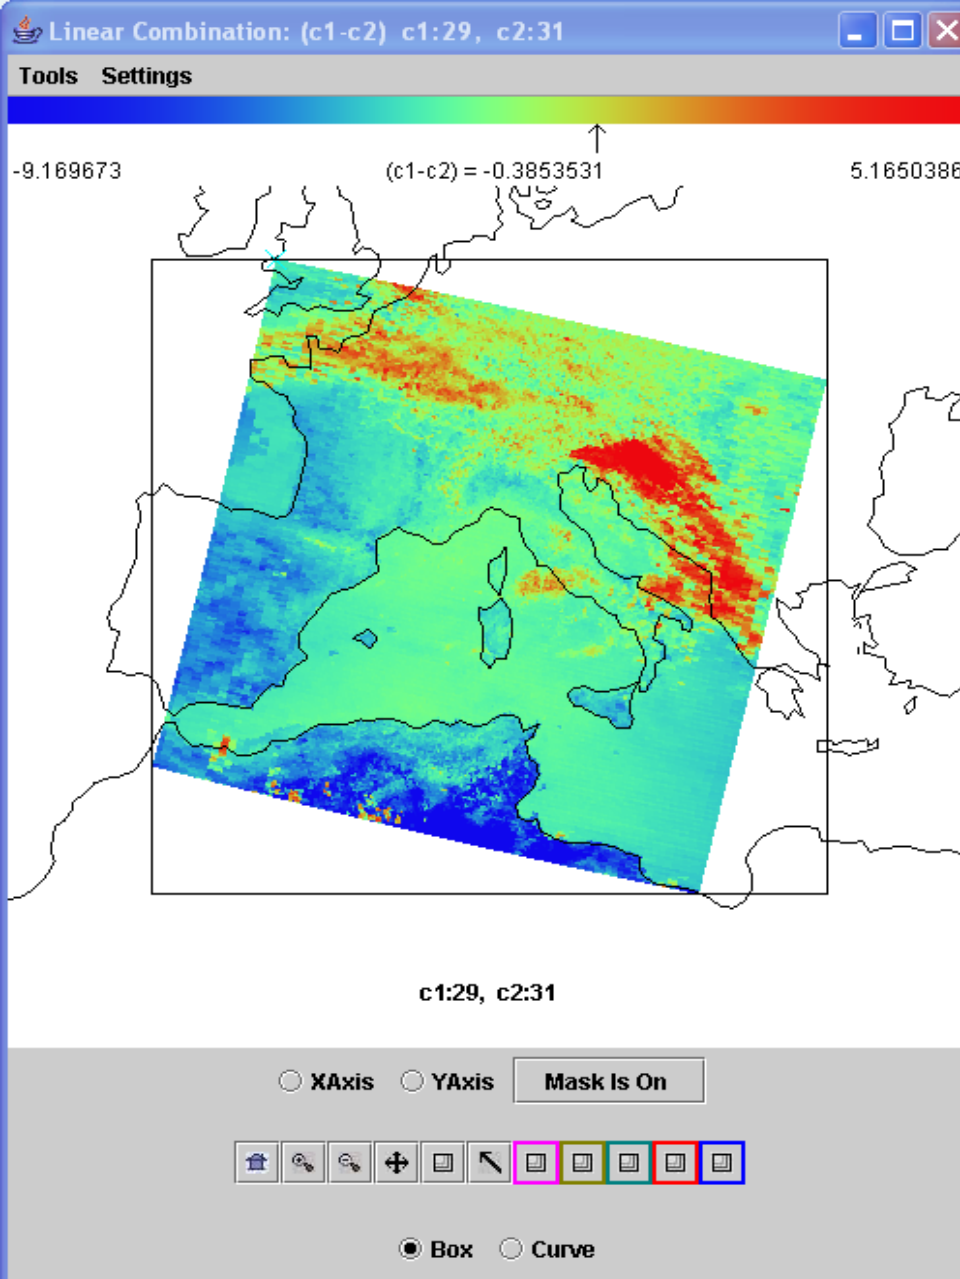 Linear Combination: (c1-c2) c1:29, c2:31
Tools Settings
-9.169673 (c1-c2) = -0.3853531 5.1650386
c1:29, c2:31
XAxis YAxis Mask Is On
Box Curve